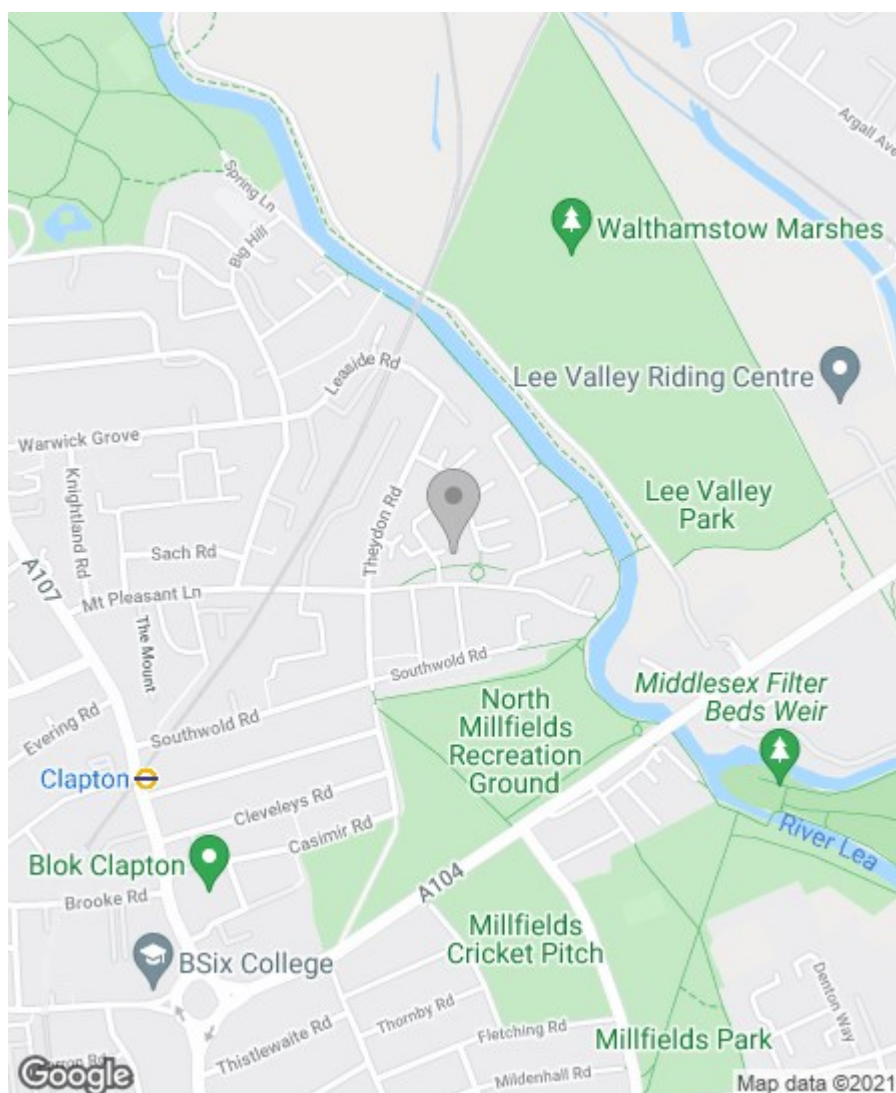 Argall Ave
Spring Ln
Big Hill
Walthamstow Marshes
Leaside Rd
Lee Valley Riding Centre
Warwick Grove
Knightland Rd
Theydon Rd
Lee Valley
Park
Sach Rd
A107
Mt Pleasant Ln
The Mount
Southwold Rd
Middlesex Filter
Beds Weir
North
Millfields
Recreation
Ground
Evering Rd
Southwold Rd
Clapton
Cleveleys Rd
Casimir Rd
River Lea
Blok Clapton
A104
Brooke Rd
Millfields
Cricket Pitch
BSix College
Denton Way
Thornby Rd
Thistlewaite Rd
Fletching Rd
Millfields Park
Rd
Mildenhall Rd
Google
Map data ©2021